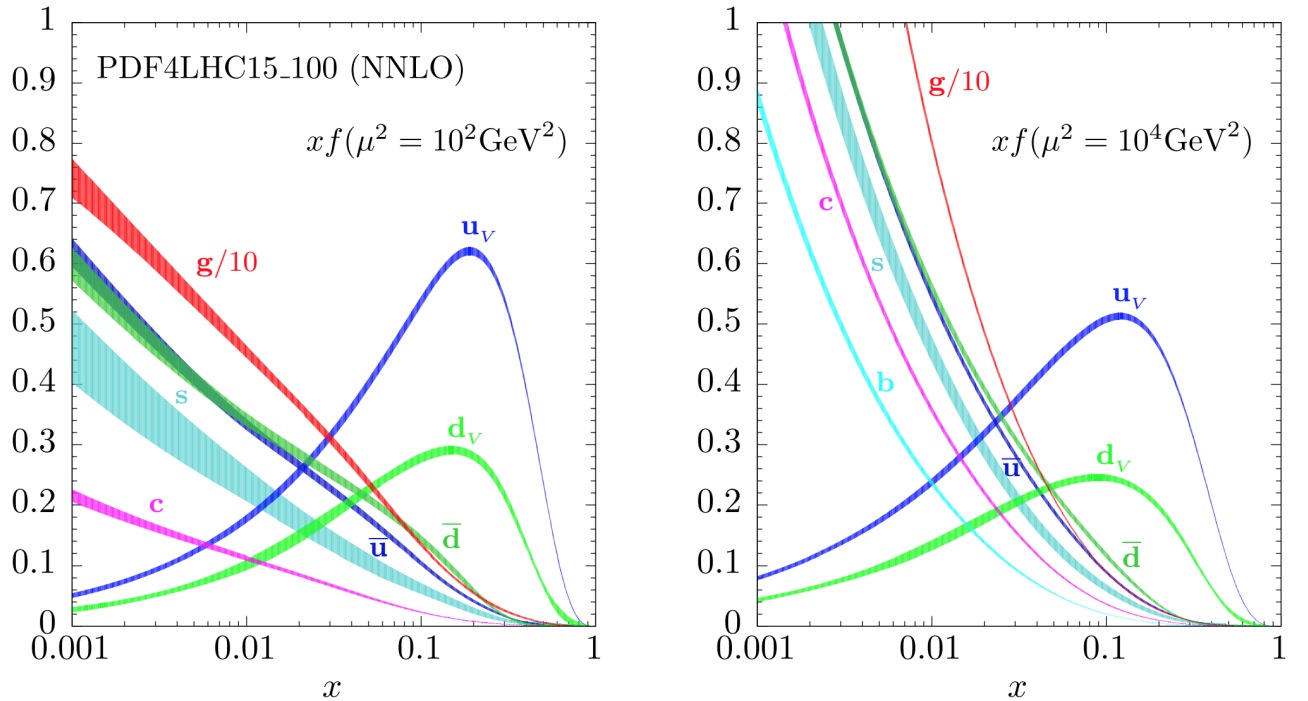 1
0.9
0.8
0.7
0.6
0.5
0.4
0.3
0.2
0.1
0
0.001
0.01
0.1
1
x
PDF4LHC15_100 (NNLO)
xf(μ² = 10²GeV²)
g/10
u_V
s
d_V
c
u̅
d̅
1
0.9
0.8
0.7
0.6
0.5
0.4
0.3
0.2
0.1
0
0.001
0.01
0.1
1
x
g/10
xf(μ² = 10⁴GeV²)
c
s
u_V
b
u̅
d_V
d̅